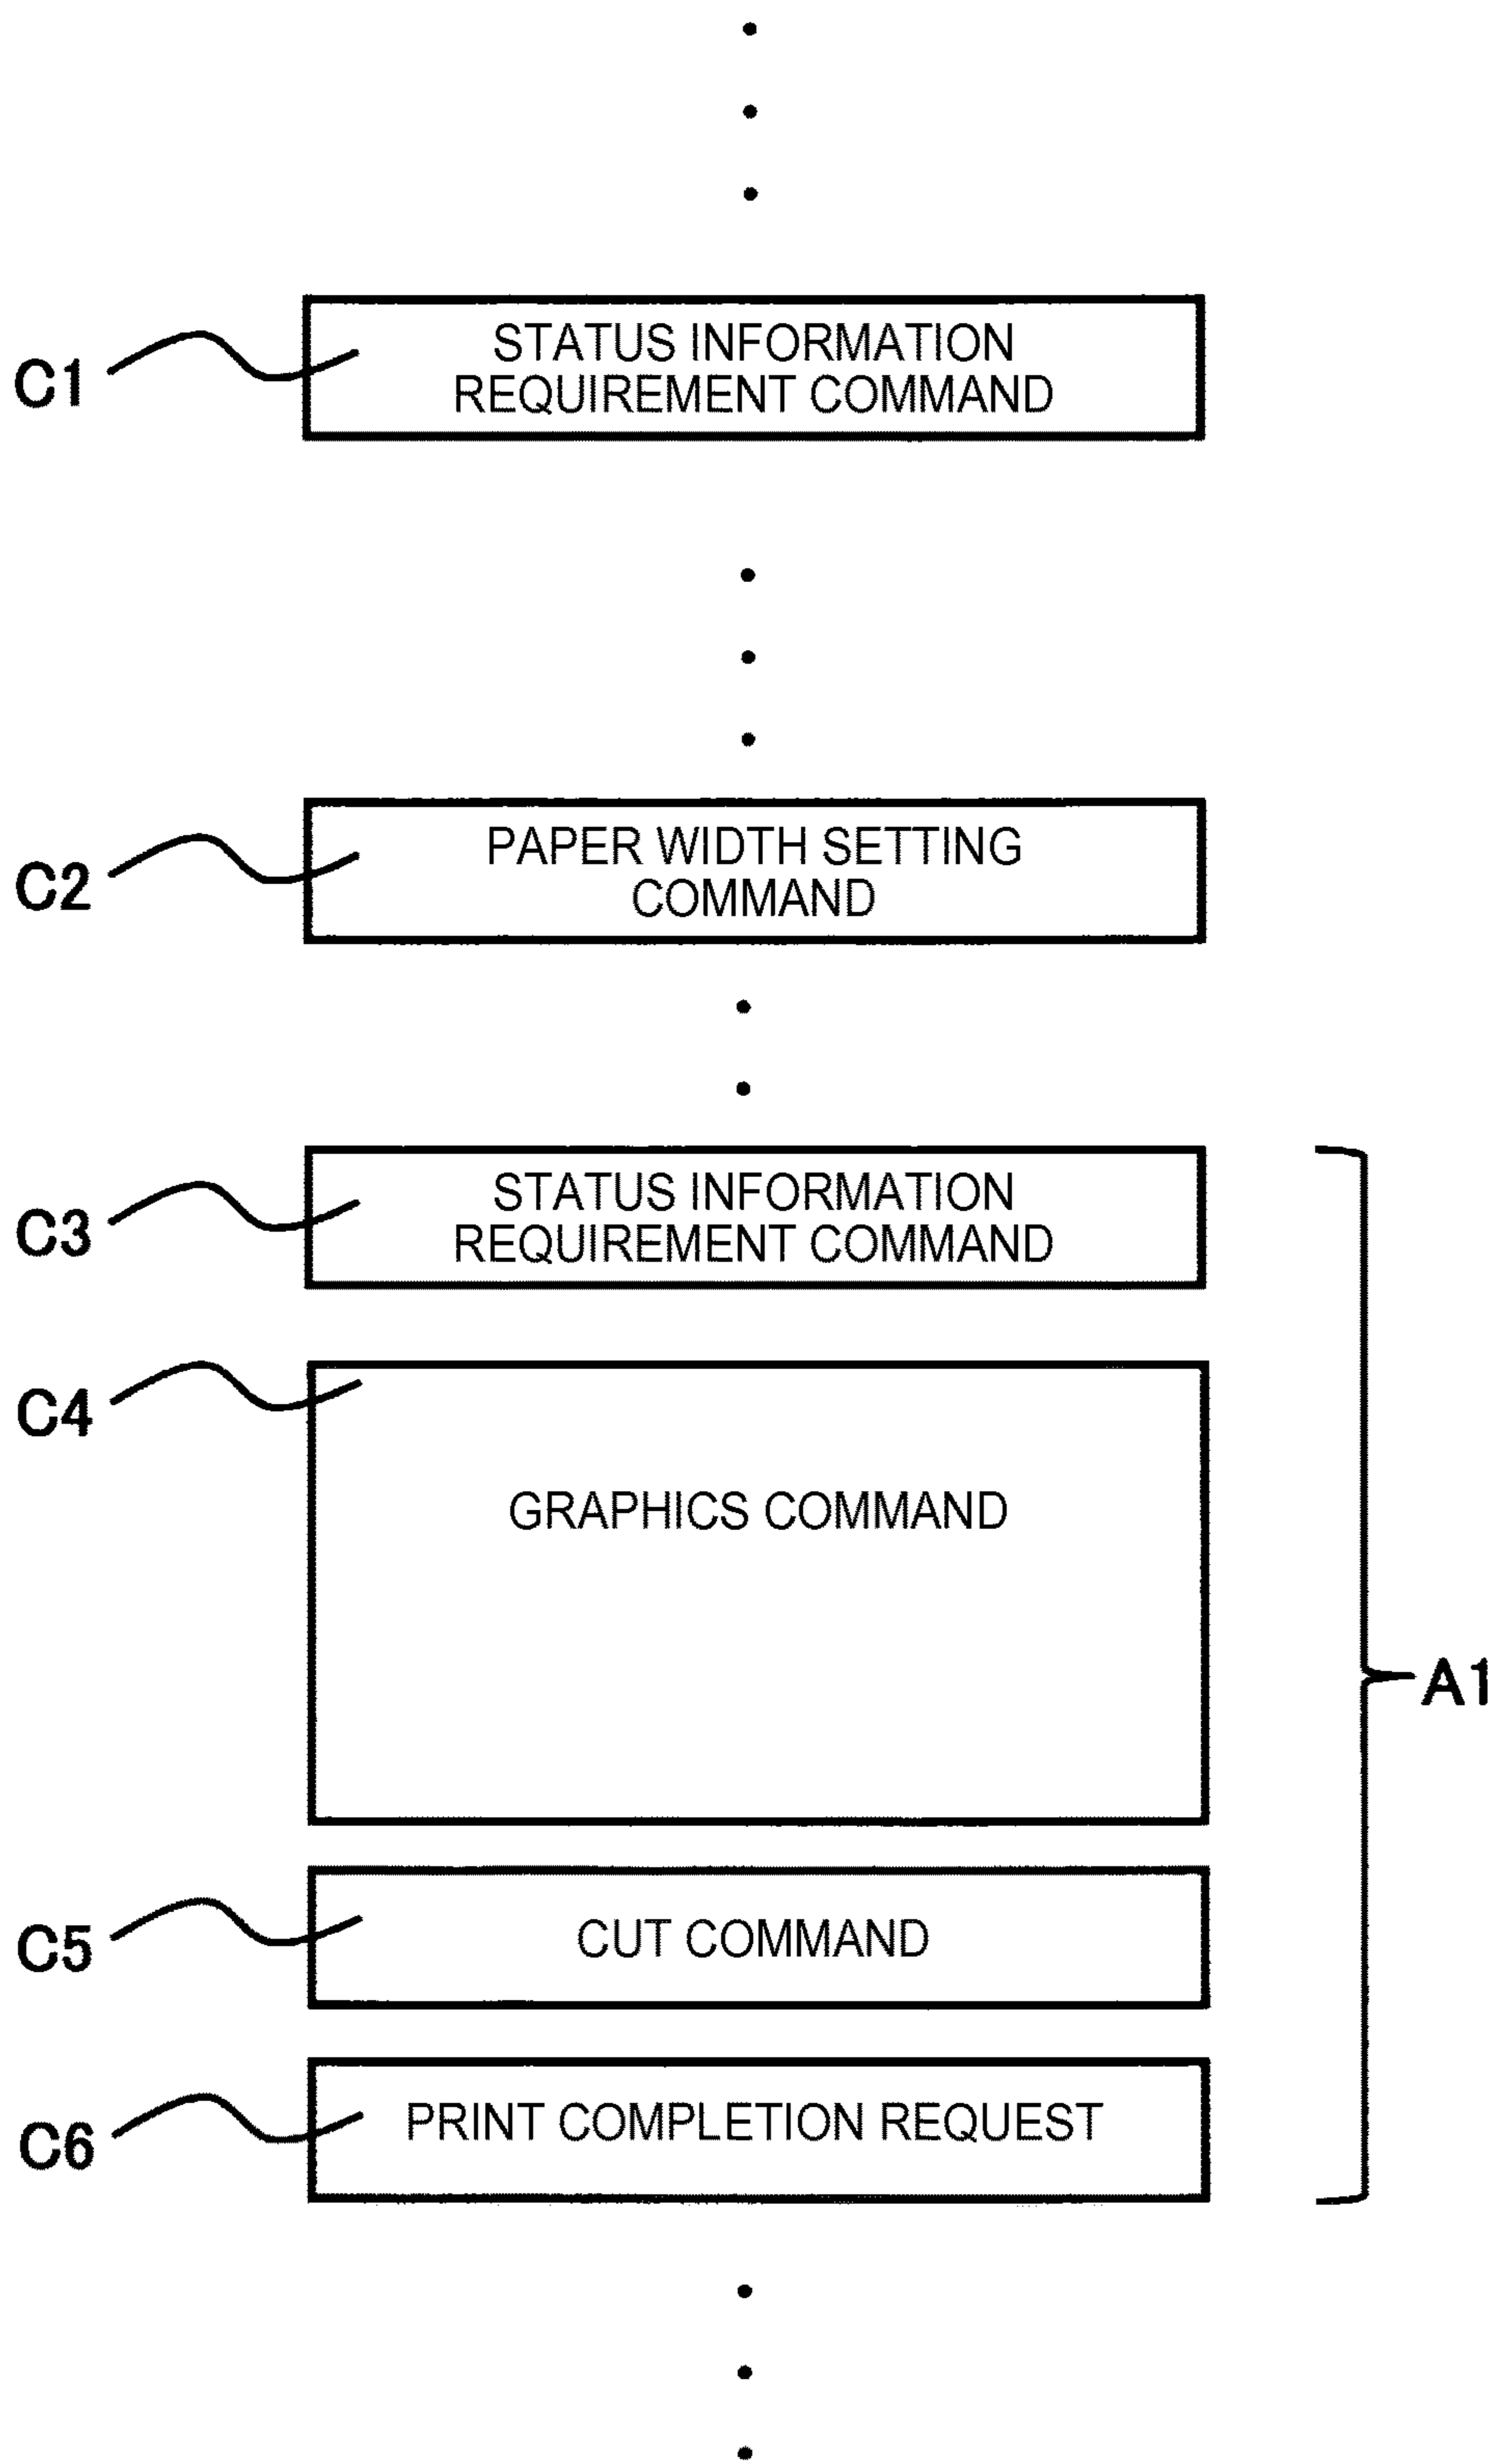 C1
STATUS INFORMATION
REQUIREMENT COMMAND
C2
PAPER WIDTH SETTING
COMMAND
C3
STATUS INFORMATION
REQUIREMENT COMMAND
C4
GRAPHICS COMMAND
A1
C5
CUT COMMAND
C6
PRINT COMPLETION REQUEST